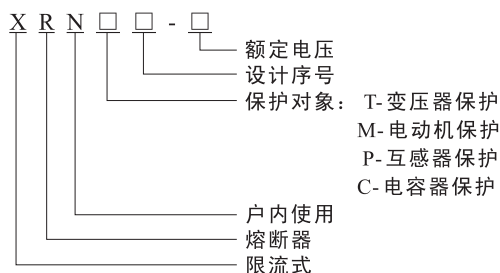 X R N □ □ - □
额定电压
设计序号
保护对象： T-变压器保护
M-电动机保护
P-互感器保护
C-电容器保护
户内使用
熔断器
限流式